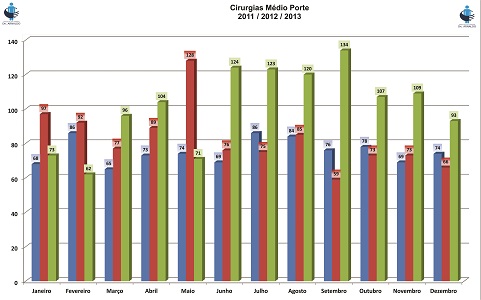 Cirurgias Médio Porte
2011 / 2012 / 2013
140
120
100
80
60
40
20
0
68 97 73
86 92 62
65 77 96
73 89 104
74 128 71
69 76 124
86 75 123
84 85 120
76 59 134
78 73 107
69 73 109
74 66 93
Janeiro Fevereiro Março Abril Maio Junho Julho Agosto Setembro Outubro Novembro Dezembro